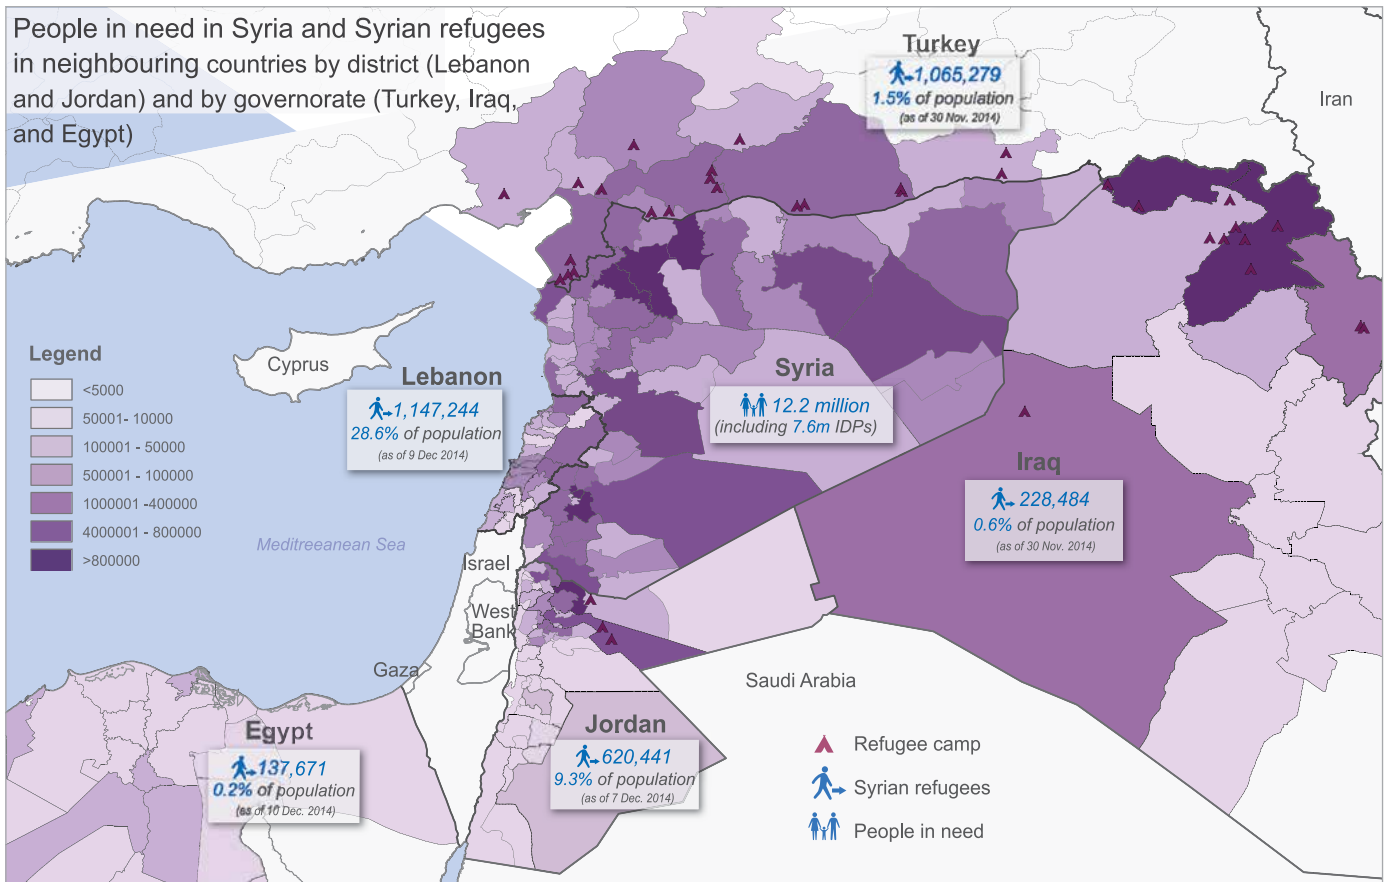 People in need in Syria and Syrian refugees
in neighbouring countries by district (Lebanon
and Jordan) and by governorate (Turkey, Iraq,
and Egypt)
Turkey
1,065,279
1.5% of population
(as of 30 Nov. 2014)
Iran
Cyprus
Legend
<5000
50001- 10000
100001 - 50000
500001 - 100000
1000001 -400000
4000001 - 800000
>800000
Lebanon
1,147,244
28.6% of population
(as of 9 Dec 2014)
Syria
12.2 million
(including 7.6m IDPs)
Iraq
228,484
0.6% of population
(as of 30 Nov. 2014)
Meditreeanean Sea
Israel
West
Bank
Gaza
Saudi Arabia
Egypt
137,671
0.2% of population
(as of 10 Dec. 2014)
Jordan
620,441
9.3% of population
(as of 7 Dec. 2014)
Refugee camp
Syrian refugees
People in need